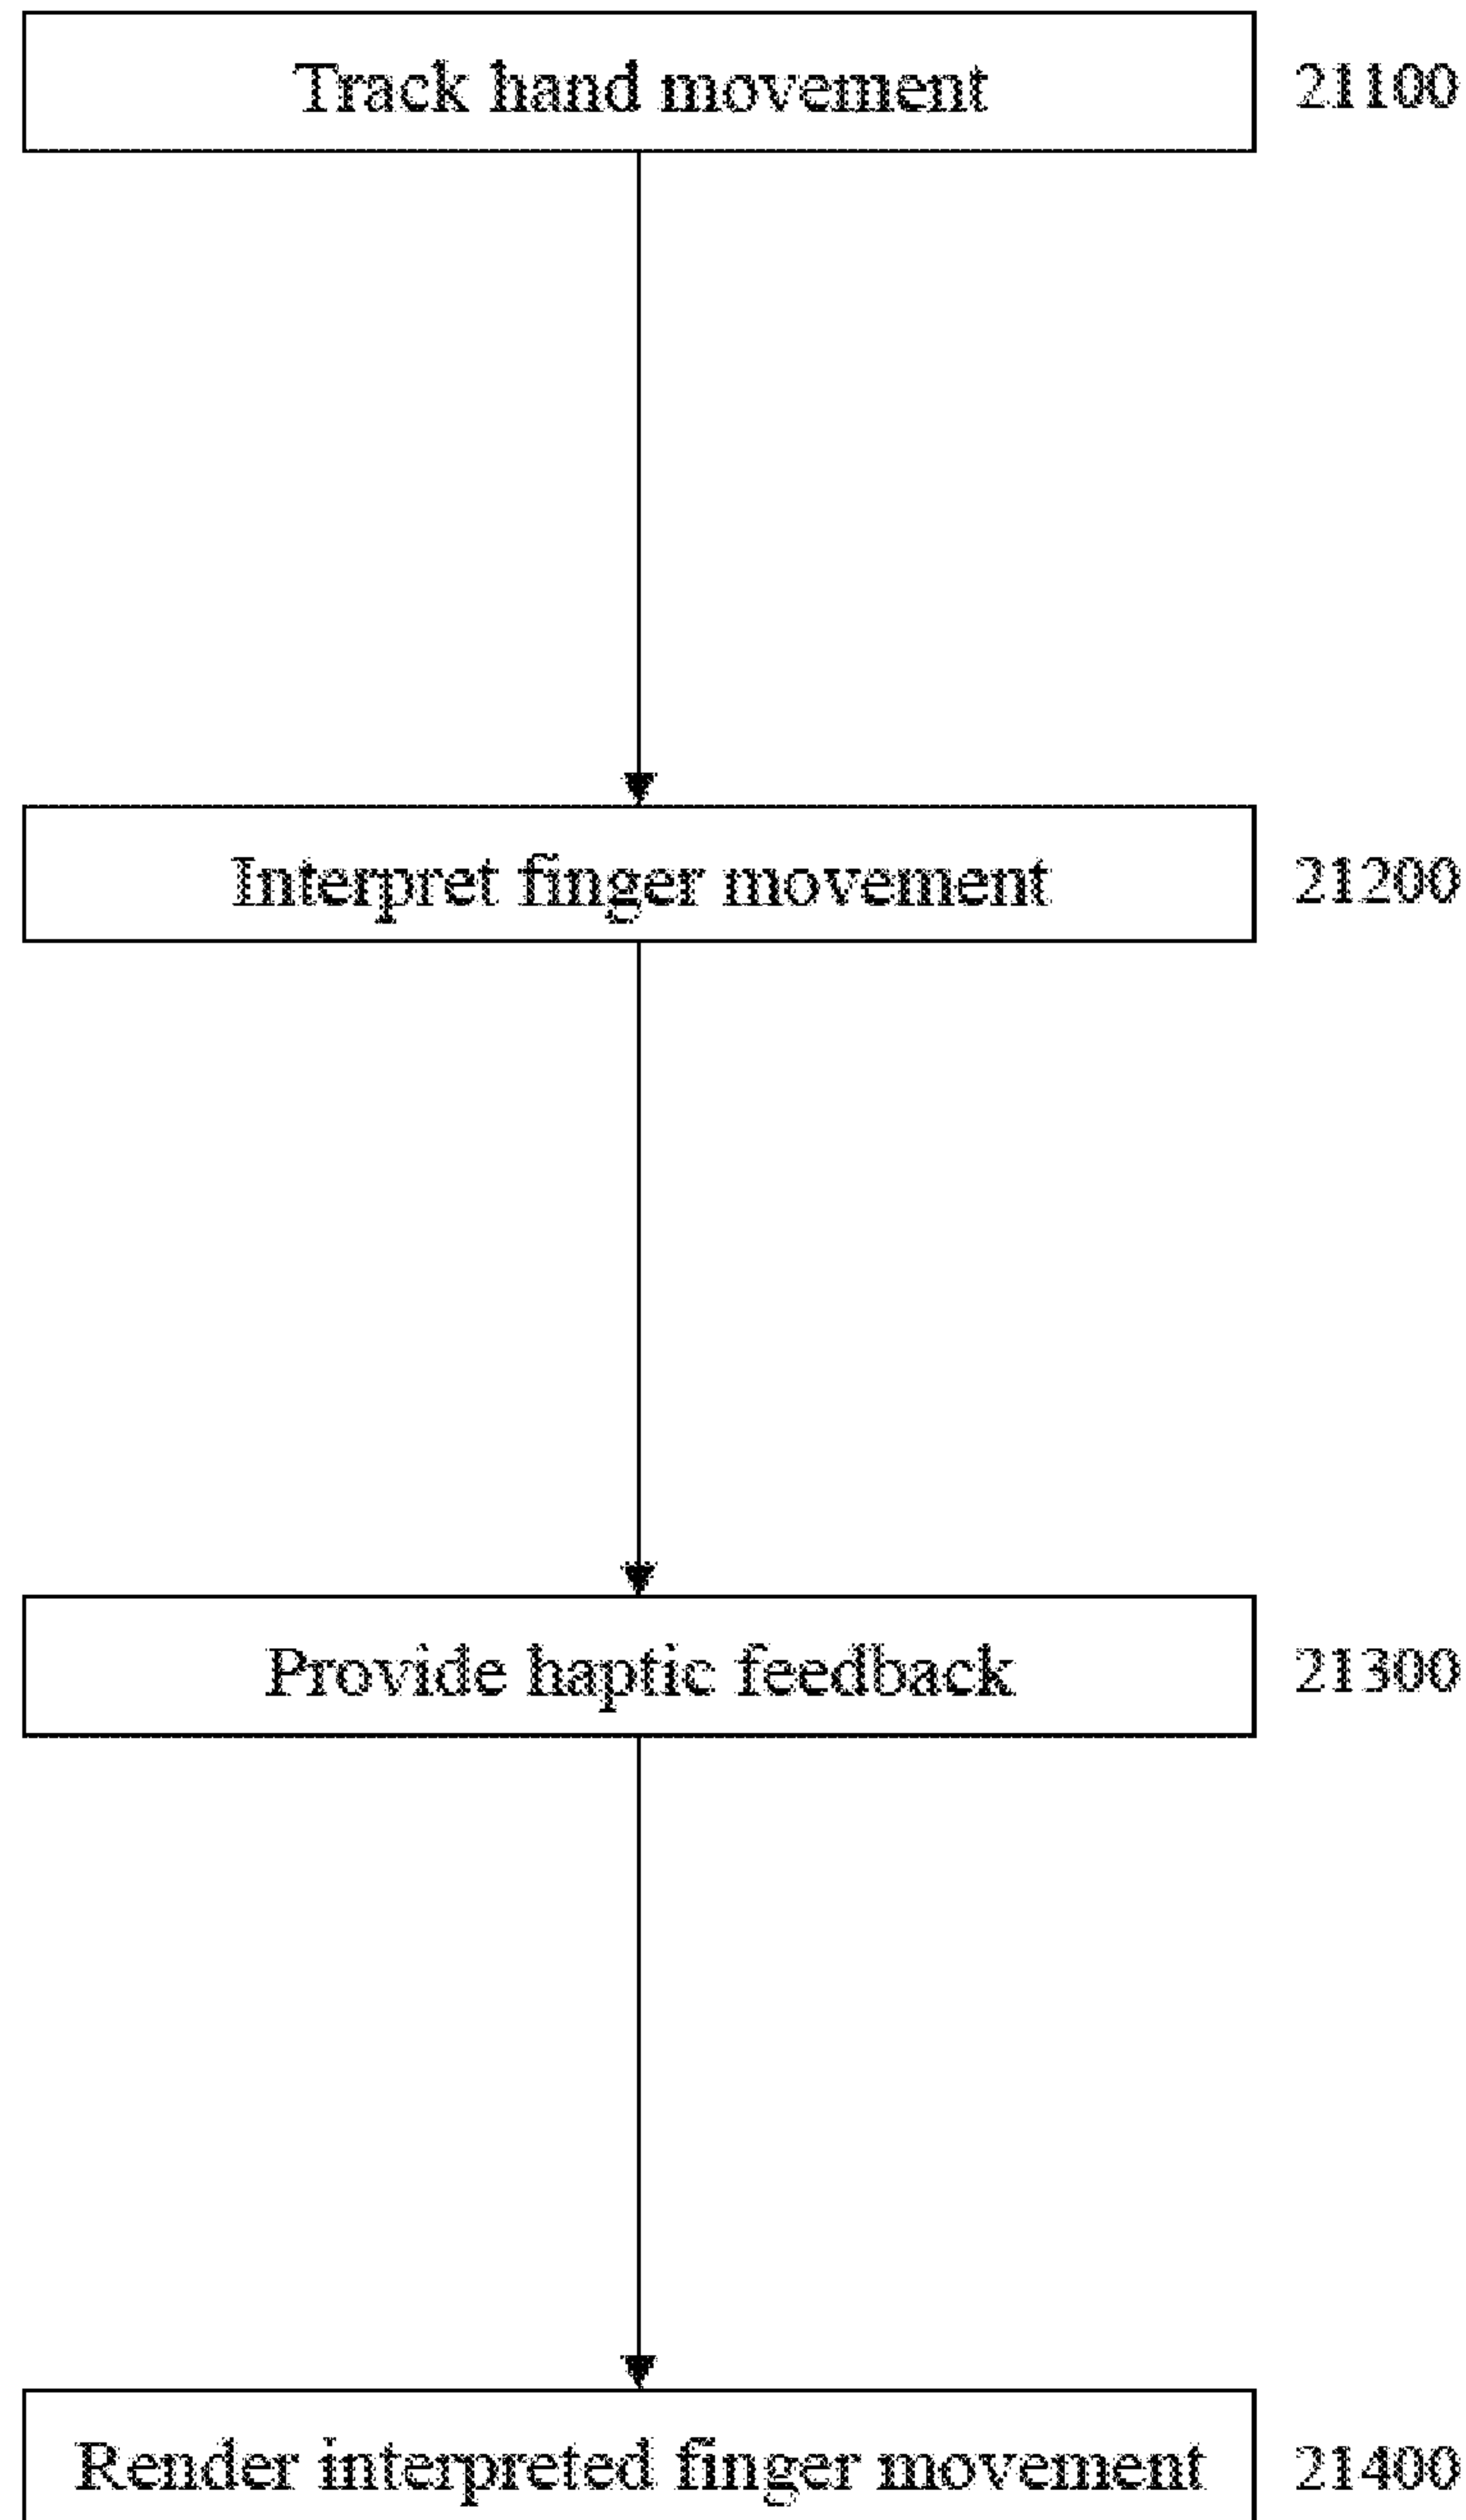 Track hand movement 21100
Interpret finger movement 21200
Provide haptic feedback 21300
Render interpreted finger movement 21400